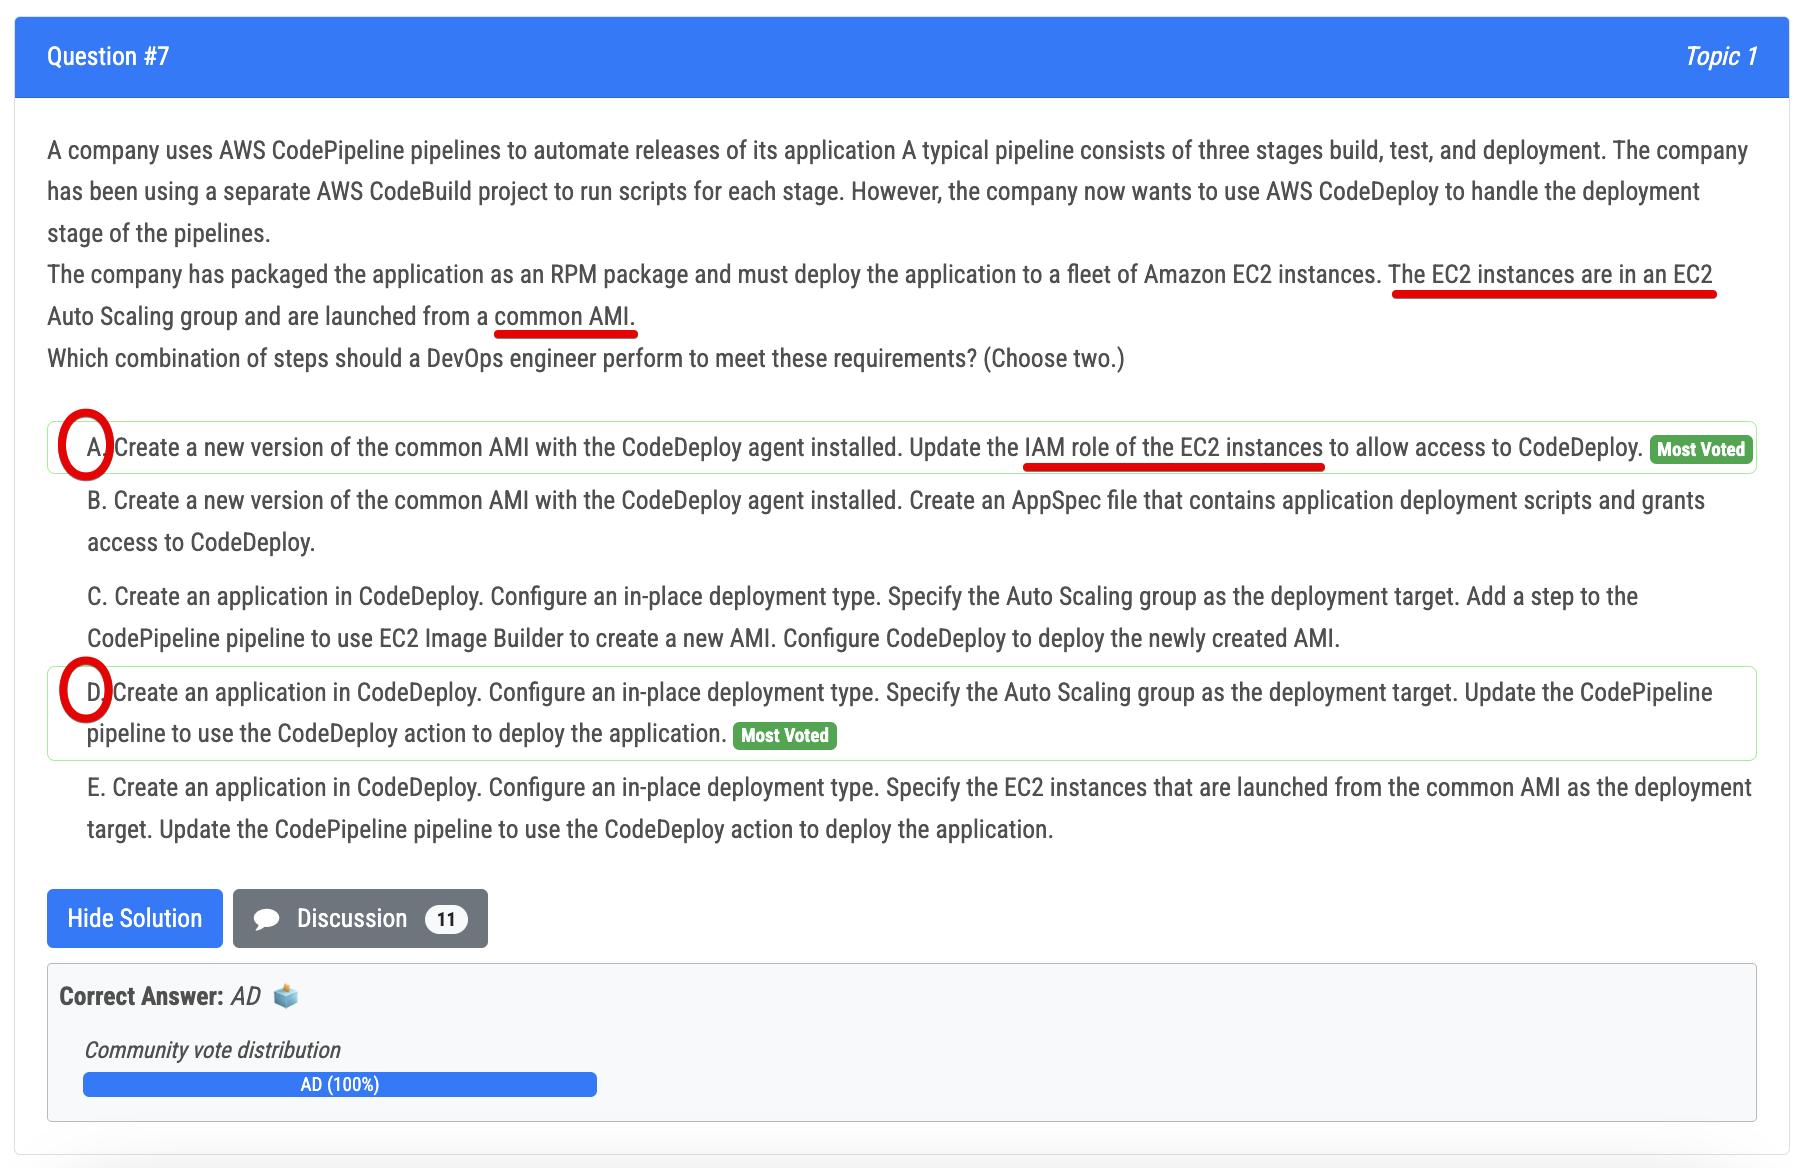 Question #7
Topic 1
A company uses AWS CodePipeline pipelines to automate releases of its application A typical pipeline consists of three stages build, test, and deployment. The company
has been using a separate AWS CodeBuild project to run scripts for each stage. However, the company now wants to use AWS CodeDeploy to handle the deployment
stage of the pipelines.
The company has packaged the application as an RPM package and must deploy the application to a fleet of Amazon EC2 instances. The EC2 instances are in an EC2
Auto Scaling group and are launched from a common AMI.
Which combination of steps should a DevOps engineer perform to meet these requirements? (Choose two.)
A. Create a new version of the common AMI with the CodeDeploy agent installed. Update the IAM role of the EC2 instances to allow access to CodeDeploy. Most Voted
B. Create a new version of the common AMI with the CodeDeploy agent installed. Create an AppSpec file that contains application deployment scripts and grants
access to CodeDeploy.
C. Create an application in CodeDeploy. Configure an in-place deployment type. Specify the Auto Scaling group as the deployment target. Add a step to the
CodePipeline pipeline to use EC2 Image Builder to create a new AMI. Configure CodeDeploy to deploy the newly created AMI.
D. Create an application in CodeDeploy. Configure an in-place deployment type. Specify the Auto Scaling group as the deployment target. Update the CodePipeline
pipeline to use the CodeDeploy action to deploy the application. Most Voted
E. Create an application in CodeDeploy. Configure an in-place deployment type. Specify the EC2 instances that are launched from the common AMI as the deployment
target. Update the CodePipeline pipeline to use the CodeDeploy action to deploy the application.
Hide Solution
Discussion 11
Correct Answer: AD
Community vote distribution
AD (100%)